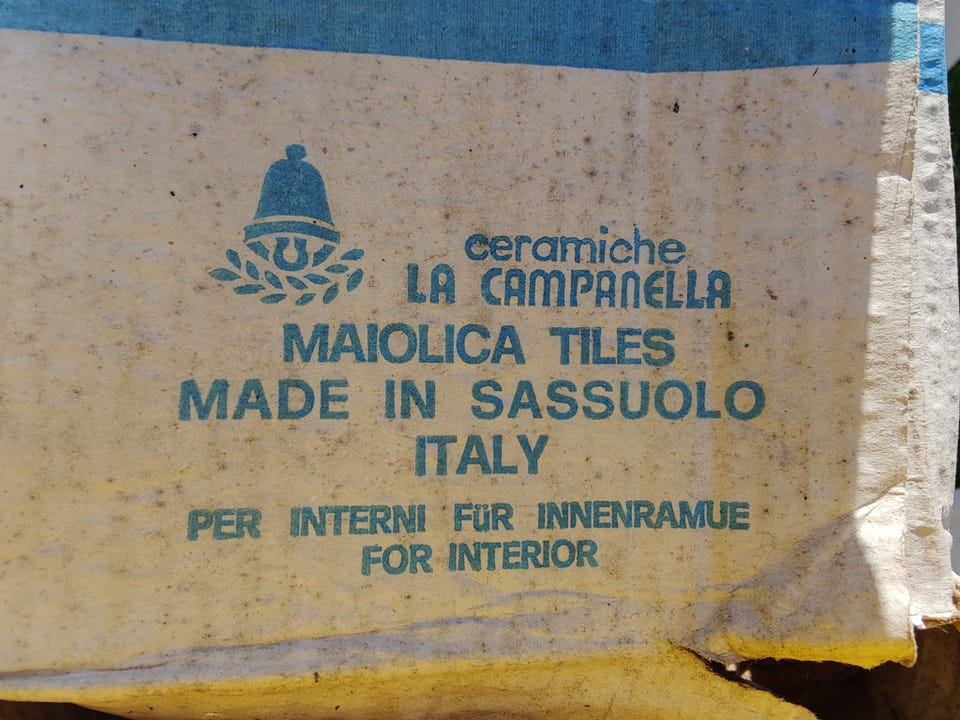 ceramiche
LA CAMPANELLA
MAIOLICA TILES
MADE IN SASSUOLO
ITALY
PER INTERNI FÜR INNENRAMUE
FOR INTERIOR